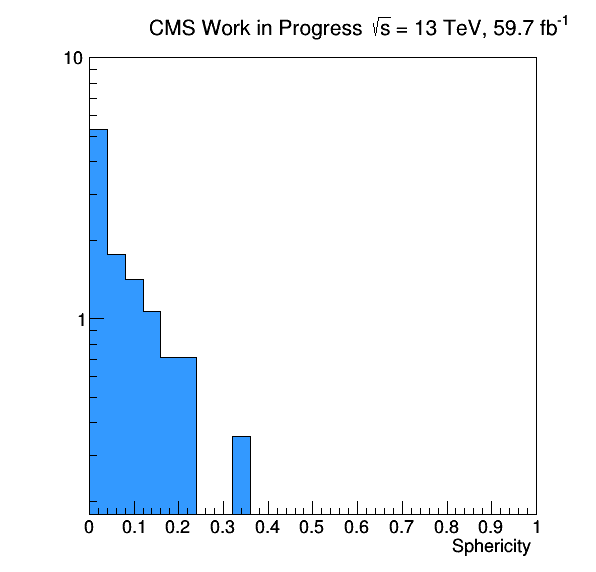 CMS Work in Progress √s = 13 TeV, 59.7 fb⁻¹
10
1
0 0.1 0.2 0.3 0.4 0.5 0.6 0.7 0.8 0.9 1
Sphericity